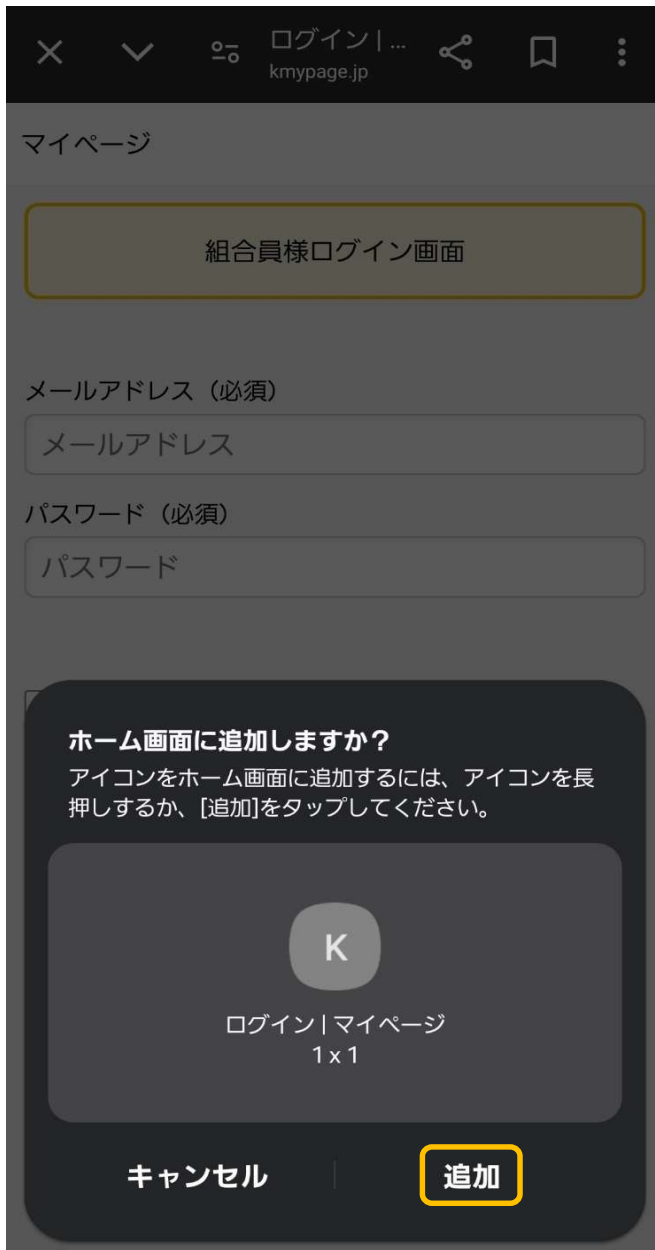 ログイン | ...
kmypage.jp
マイページ
組合員様ログイン画面
メールアドレス（必須）
メールアドレス
パスワード（必須）
パスワード
ホーム画面に追加しますか？
アイコンをホーム画面に追加するには、アイコンを長
押しするか、[追加]をタップしてください。
K
ログイン | マイページ
1 x 1
キャンセル
追加